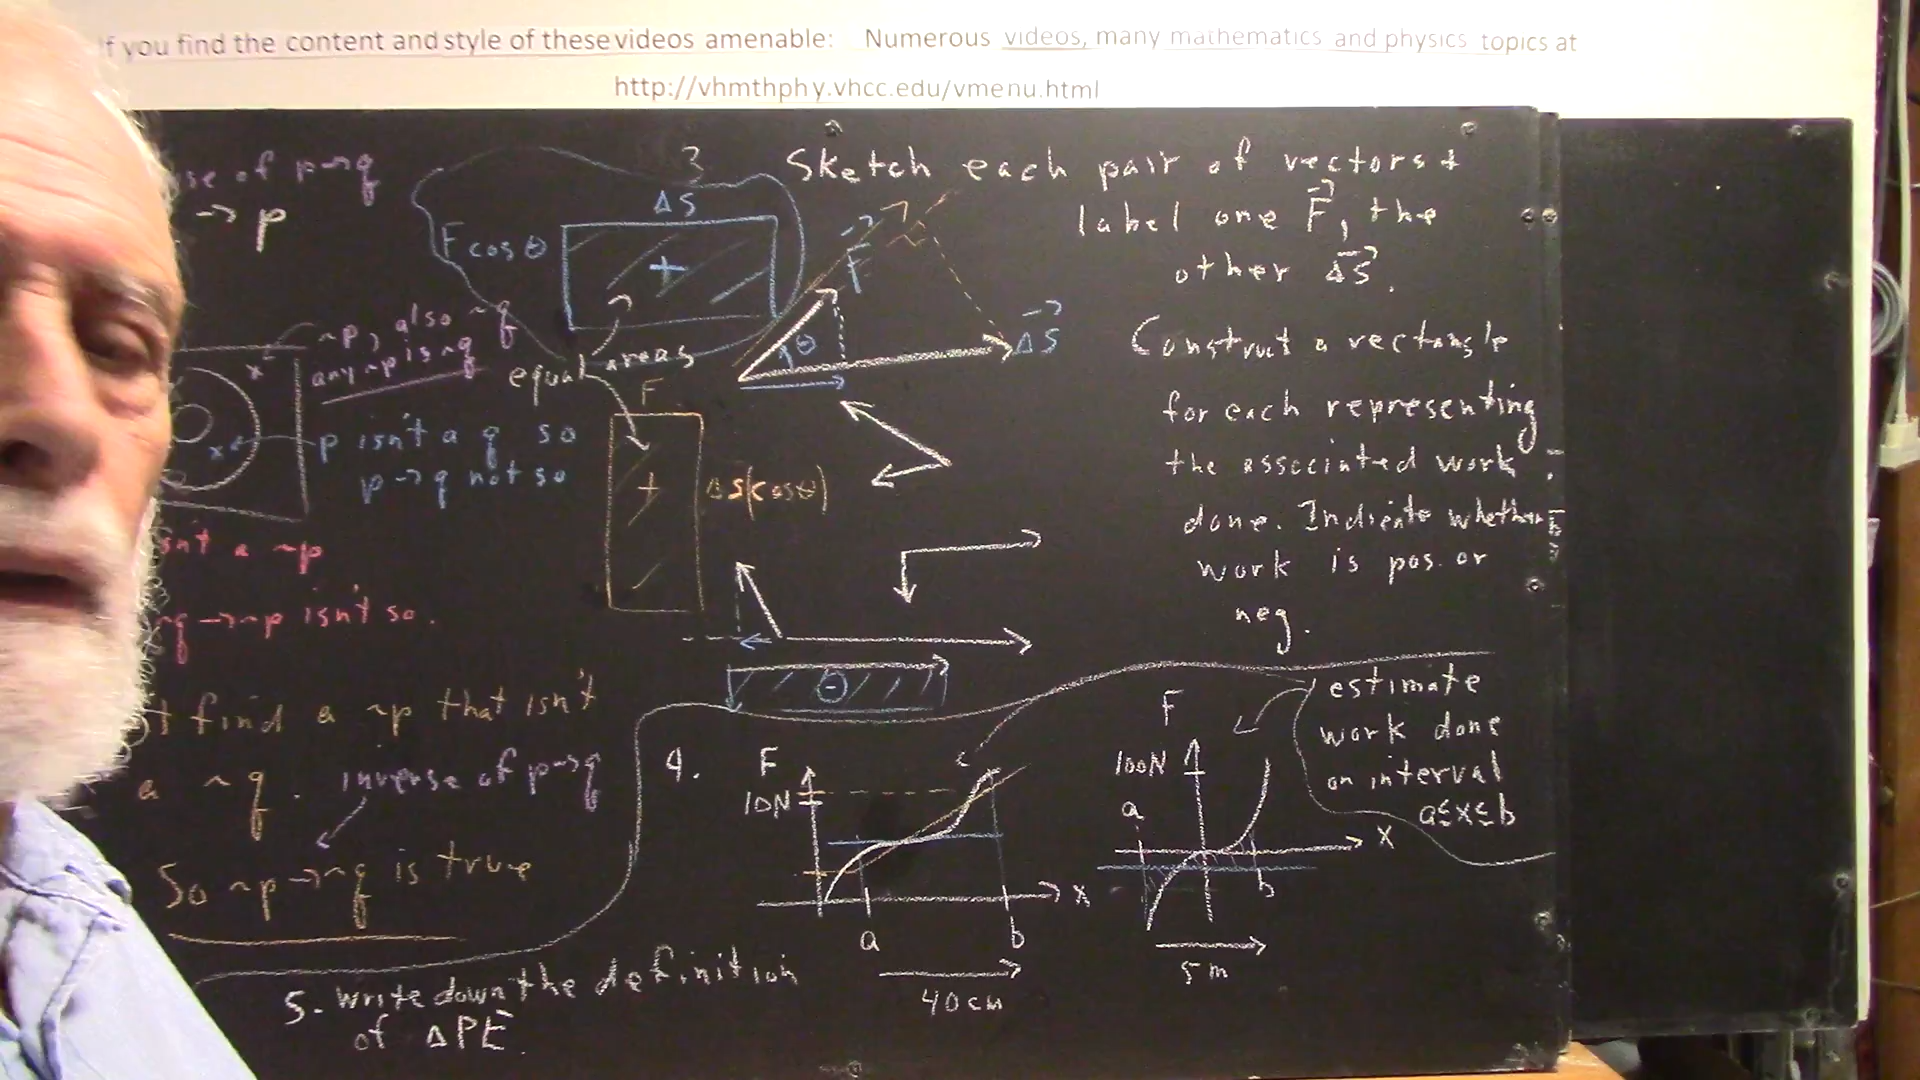 If you find the content and style of these videos amenable: Numerous videos, many mathematics and physics topics at
http://vhmthphy.vhcc.edu/vmenu.html
se of p→q
→ p
~p, also ~q
any ~p is ~q
p isn't a q so
p→q not so
isn't a ~p
~q→~p isn't so.
't find a ~p that isn't
a ~q. inverse of p→q
So ~p→~q is true
3 Sketch each pair of vectors +
label one F, the
other ΔS.
Construct a rectangle
for each representing
the associated work
done. Indicate whether
work is pos. or
neg.
ΔS
F cos θ
+
equal areas
F
+
ΔS(cos θ)
F
θ
ΔS
-
4.
F
10N
c
a
b
x
40 cm
F
100N
a
b
x
5 m
estimate
work done
on interval
a≤x≤b
5. Write down the definition
of ΔPE.